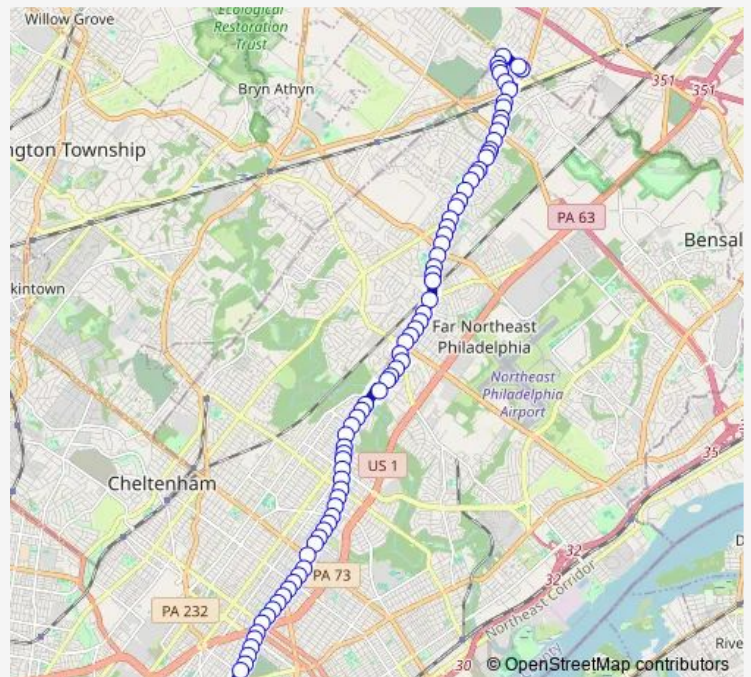 Willow Grove
Ecological
Restoration
Trust
Bryn Athyn
351
351
ngton Township
PA 63
Bensal
kintown
Far Northeast
Philadelphia
Northeast
Philadelphia
Airport
US 1
35
Cheltenham
32
PA 73
32
Northeast Corridor
PA 232
D
Rive
30
© OpenStreetMap contributors